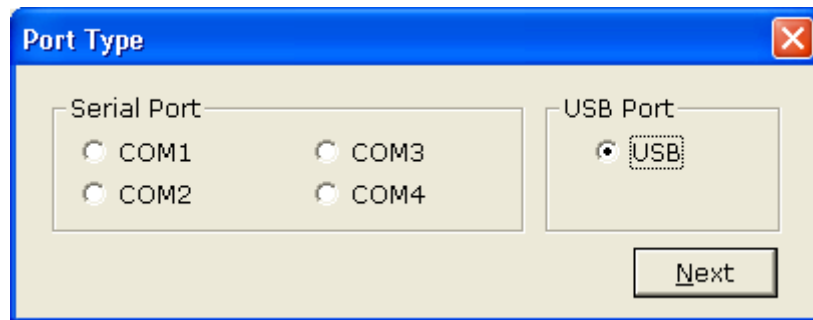 Port Type
Serial Port
COM1
COM3
COM2
COM4
USB Port
USB
Next